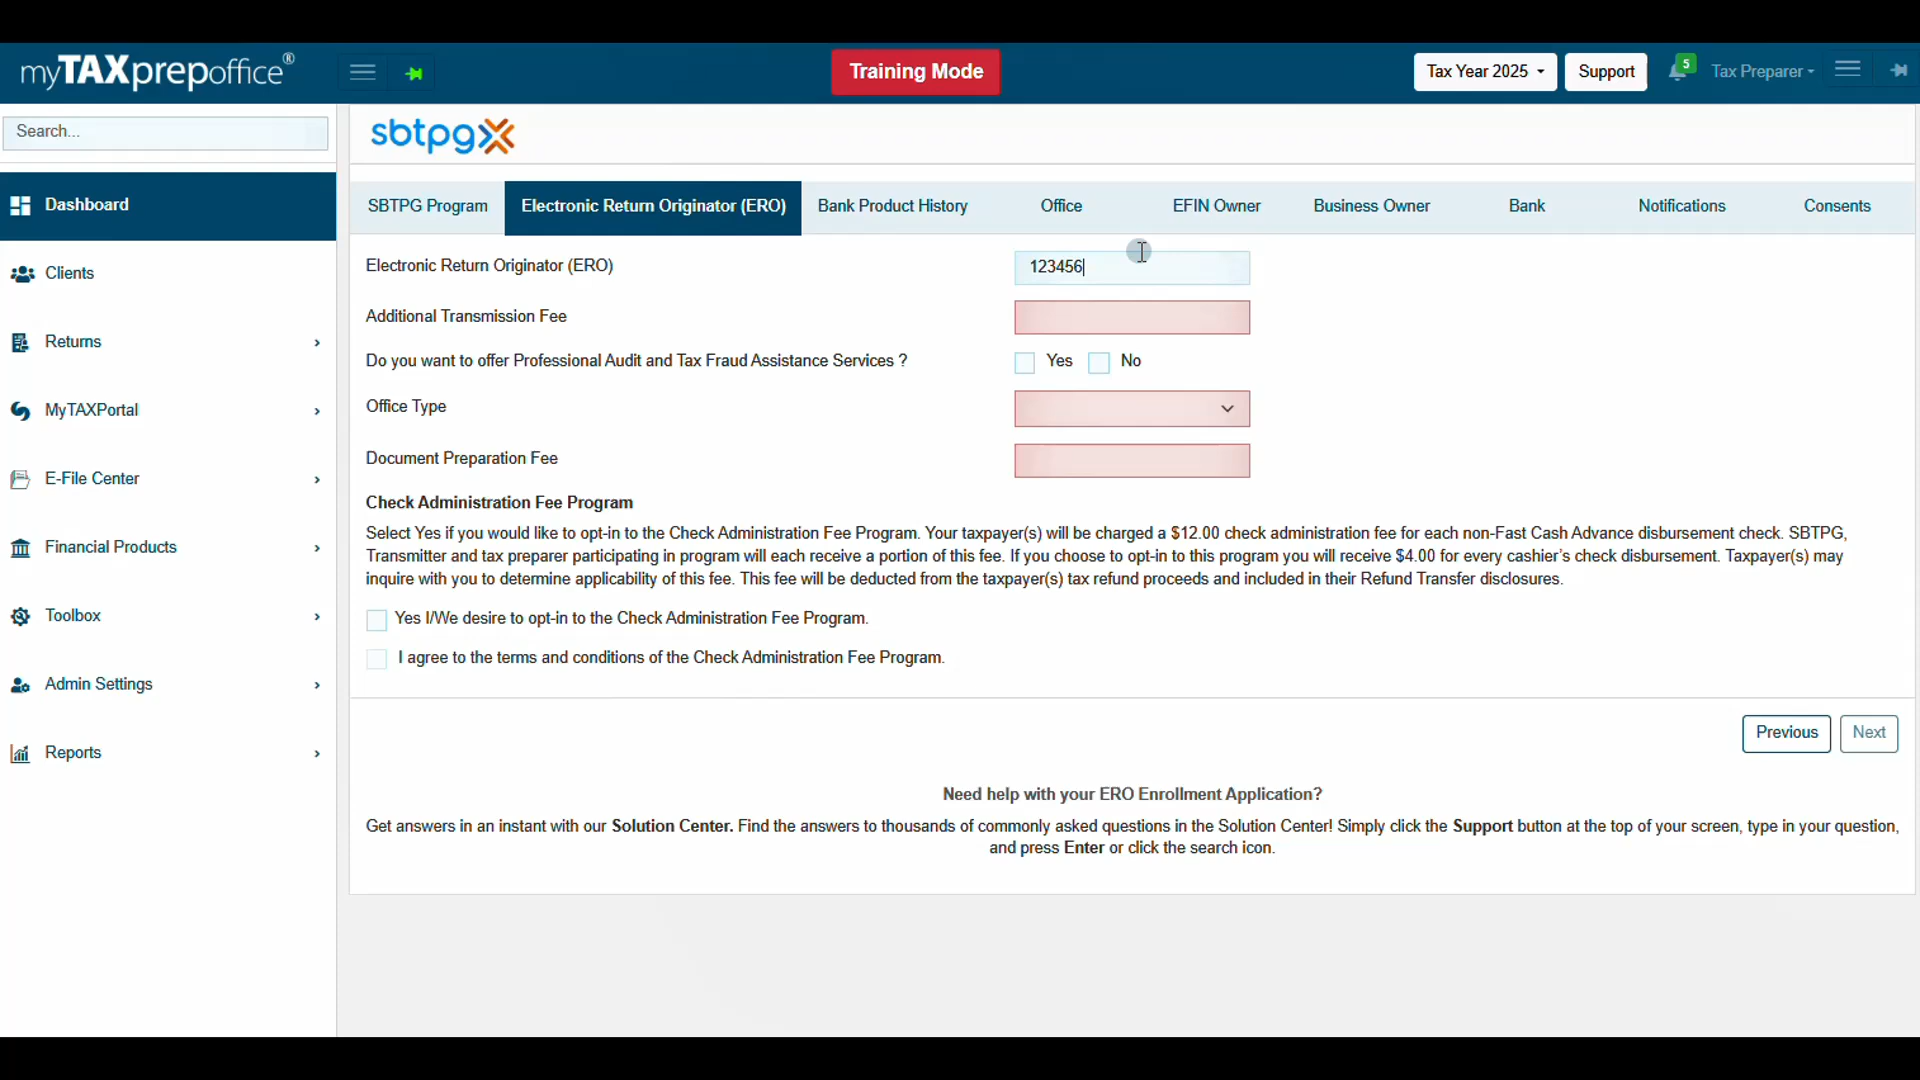 myTAXprepoffice®
Training Mode
Tax Year 2025
Support
5
Tax Preparer
Search...
Dashboard
Clients
Returns
MyTAXPortal
E-File Center
Financial Products
Toolbox
Admin Settings
Reports
sbtpg
SBTPG Program
Electronic Return Originator (ERO)
Bank Product History
Office
EFIN Owner
Business Owner
Bank
Notifications
Consents
Electronic Return Originator (ERO)
123456
Additional Transmission Fee
Do you want to offer Professional Audit and Tax Fraud Assistance Services ?
Yes
No
Office Type
Document Preparation Fee
Check Administration Fee Program
Select Yes if you would like to opt-in to the Check Administration Fee Program. Your taxpayer(s) will be charged a $12.00 check administration fee for each non-Fast Cash Advance disbursement check. SBTPG,
Transmitter and tax preparer participating in program will each receive a portion of this fee. If you choose to opt-in to this program you will receive $4.00 for every cashier's check disbursement. Taxpayer(s) may
inquire with you to determine applicability of this fee. This fee will be deducted from the taxpayer(s) tax refund proceeds and included in their Refund Transfer disclosures.
Yes I/We desire to opt-in to the Check Administration Fee Program.
I agree to the terms and conditions of the Check Administration Fee Program.
Previous
Next
Need help with your ERO Enrollment Application?
Get answers in an instant with our Solution Center. Find the answers to thousands of commonly asked questions in the Solution Center! Simply click the Support button at the top of your screen, type in your question,
and press Enter or click the search icon.